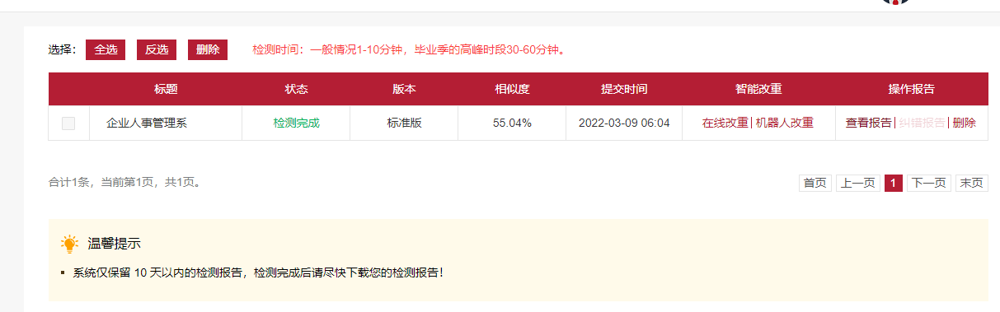 选择： 全选 反选 删除 检测时间：一般情况1-10分钟，毕业季的高峰时段30-60分钟。
标题 状态 版本 相似度 提交时间 智能改重 操作报告
企业人事管理系 检测完成 标准版 55.04% 2022-03-09 06:04 在线改重| 机器人改重 查看报告| 纠错报告| 删除
合计1条，当前第1页，共1页。 首页 上一页 1 下一页 末页
温馨提示
系统仅保留 10 天以内的检测报告，检测完成后请尽快下载您的检测报告！